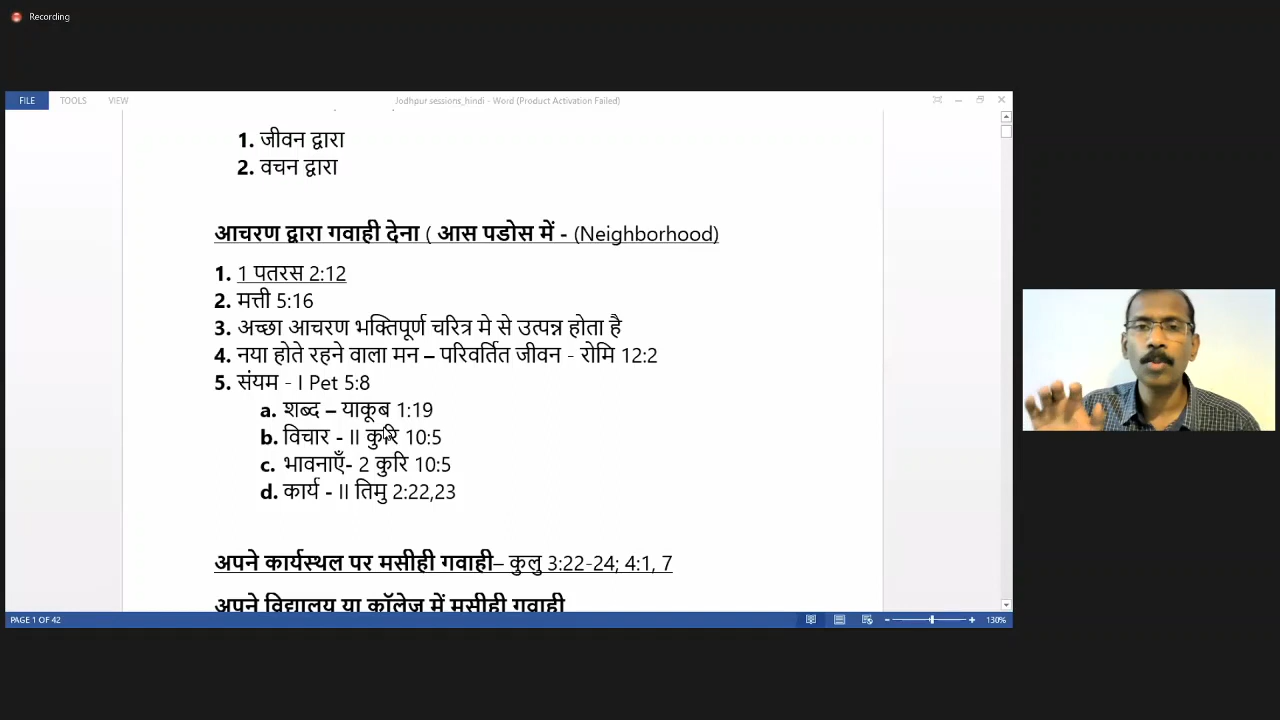 Recording
FILE TOOLS VIEW Jodhpur sessions_hindi - Word (Product Activation Failed)
1. जीवन द्वारा
2. वचन द्वारा
आचरण द्वारा गवाही देना ( आस पडोस में - (Neighborhood)
1. 1 पतरस 2:12
2. मत्ती 5:16
3. अच्छा आचरण भक्तिपूर्ण चरित्र मे से उत्पन्न होता है
4. नया होते रहने वाला मन – परिवर्तित जीवन - रोमि 12:2
5. संयम - I Pet 5:8
a. शब्द – याकूब 1:19
b. विचार - II कुरि 10:5
c. भावनाएँ- 2 कुरि 10:5
d. कार्य - II तिमु 2:22,23
अपने कार्यस्थल पर मसीही गवाही– कुलु 3:22-24; 4:1, 7
अपने विद्यालय या कॉलेज में मसीही गवाही
PAGE 1 OF 42 130%